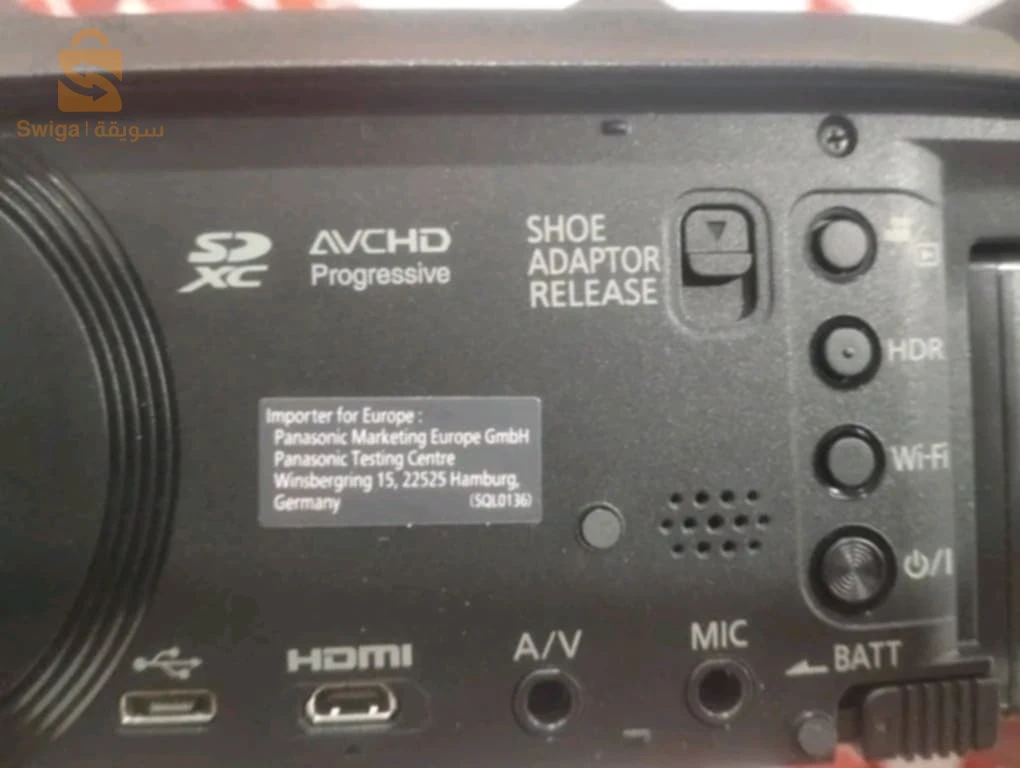 Swiga | سويقة
SD
XC
AVCHD
Progressive
SHOE
ADAPTOR
RELEASE
HDR
Importer for Europe :
Panasonic Marketing Europe GmbH
Panasonic Testing Centre
Winsbergring 15, 22525 Hamburg,
Germany (SQL0136)
Wi-Fi
⏻/I
HDMI
A/V
MIC
BATT